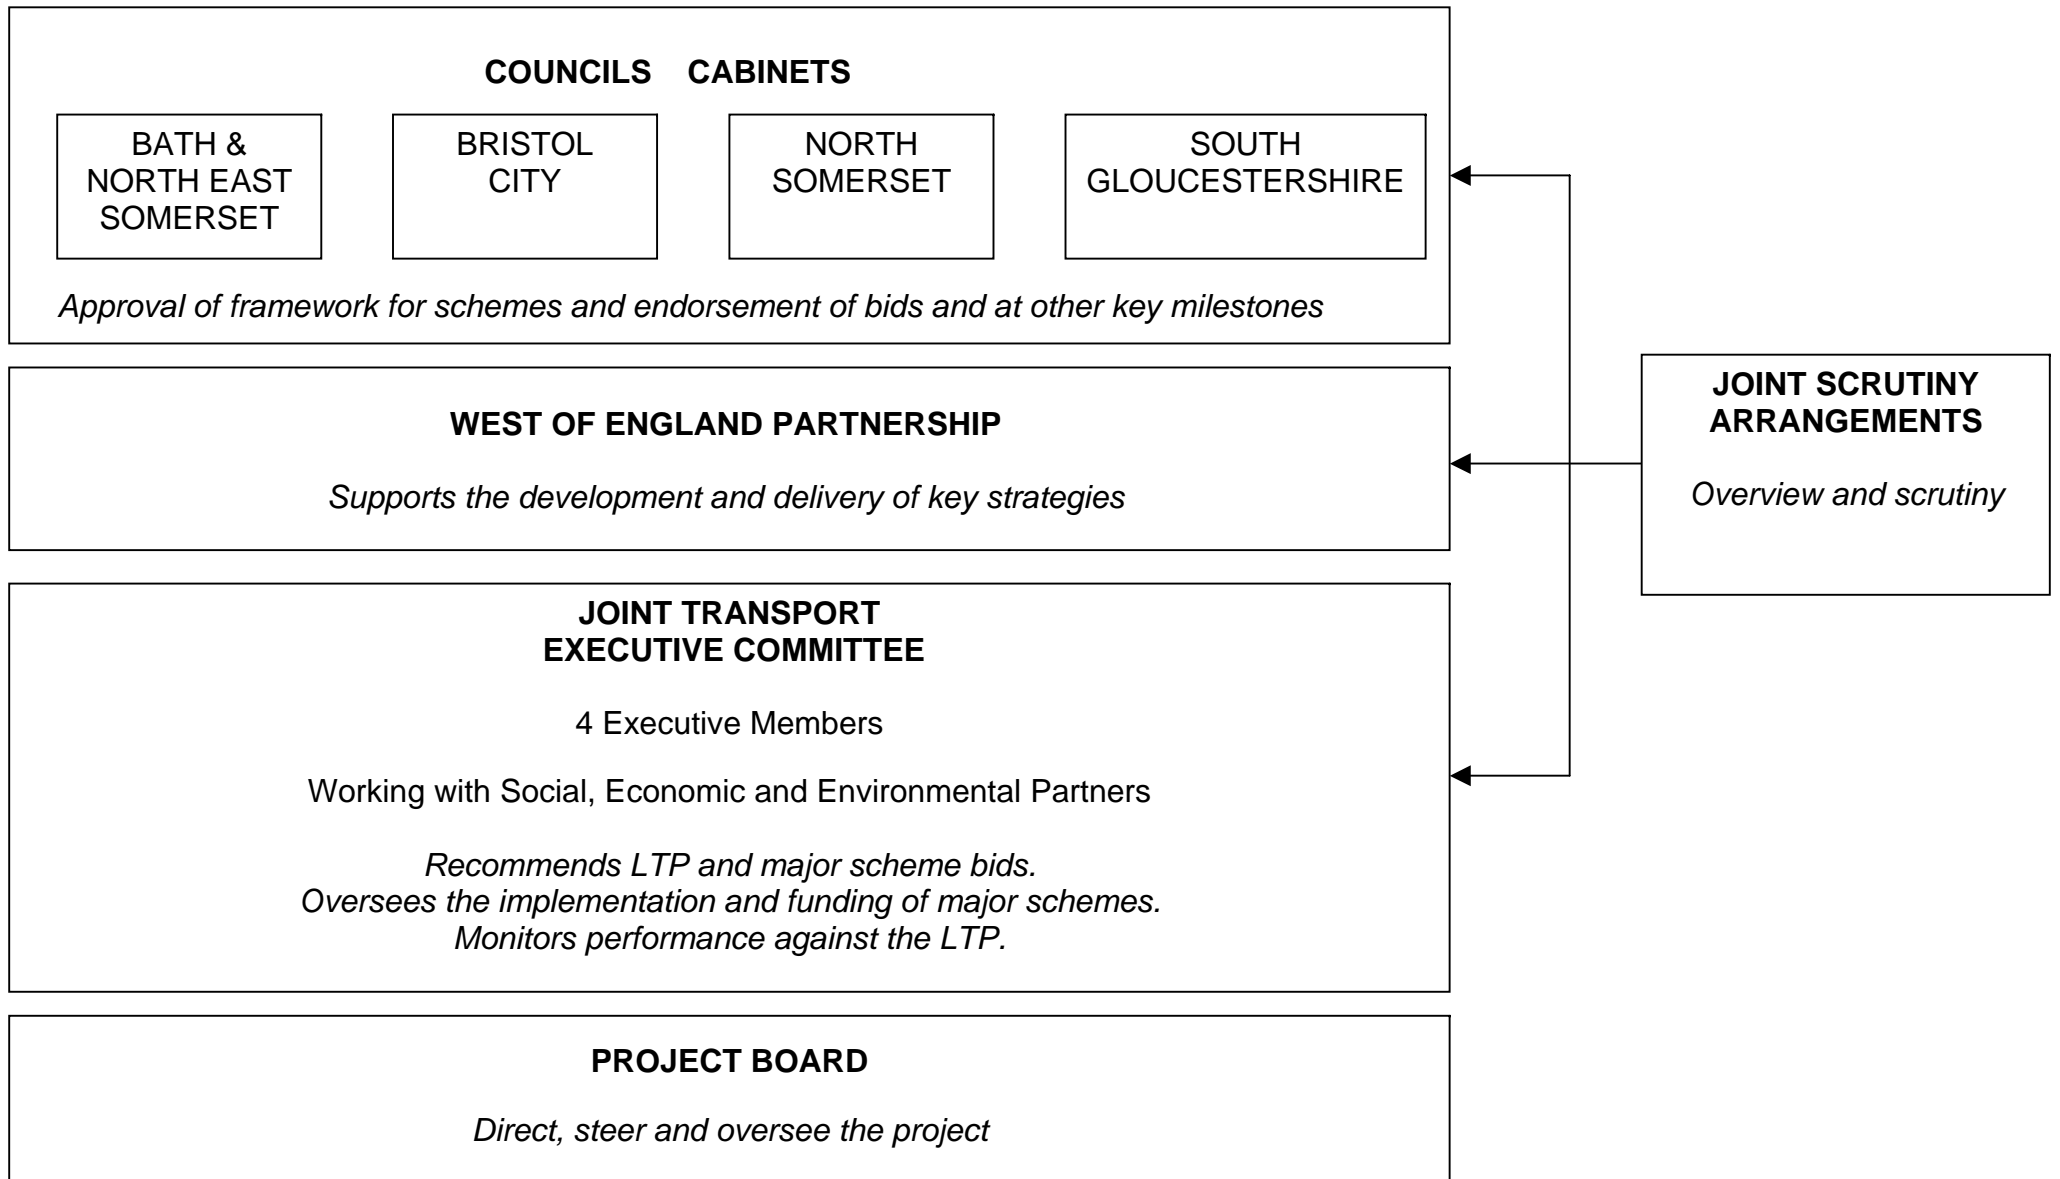 COUNCILS CABINETS
BATH &
NORTH EAST
SOMERSET
BRISTOL
CITY
NORTH
SOMERSET
SOUTH
GLOUCESTERSHIRE
Approval of framework for schemes and endorsement of bids and at other key milestones
WEST OF ENGLAND PARTNERSHIP
Supports the development and delivery of key strategies
JOINT SCRUTINY
ARRANGEMENTS
Overview and scrutiny
JOINT TRANSPORT
EXECUTIVE COMMITTEE
4 Executive Members
Working with Social, Economic and Environmental Partners
Recommends LTP and major scheme bids.
Oversees the implementation and funding of major schemes.
Monitors performance against the LTP.
PROJECT BOARD
Direct, steer and oversee the project